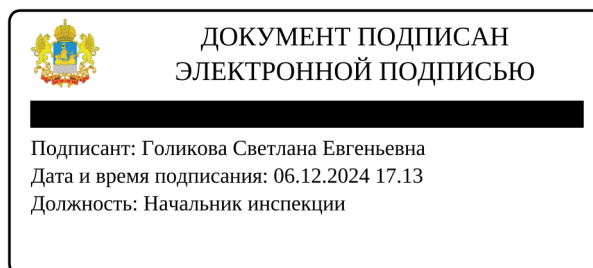 ДОКУМЕНТ ПОДПИСАН
ЭЛЕКТРОННОЙ ПОДПИСЬЮ
Подписант: Голикова Светлана Евгеньевна
Дата и время подписания: 06.12.2024 17.13
Должность: Начальник инспекции